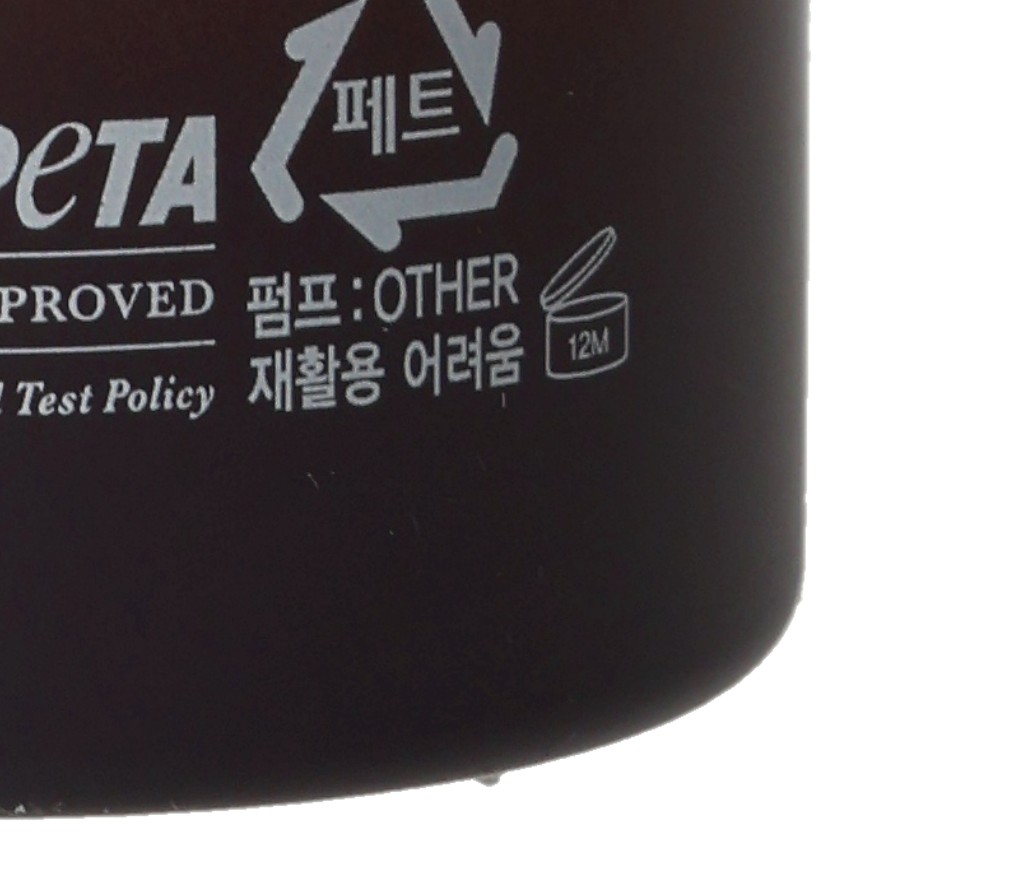 페트
PeTA
PROVED
Test Policy
펌프 : OTHER
재활용 어려움
12M